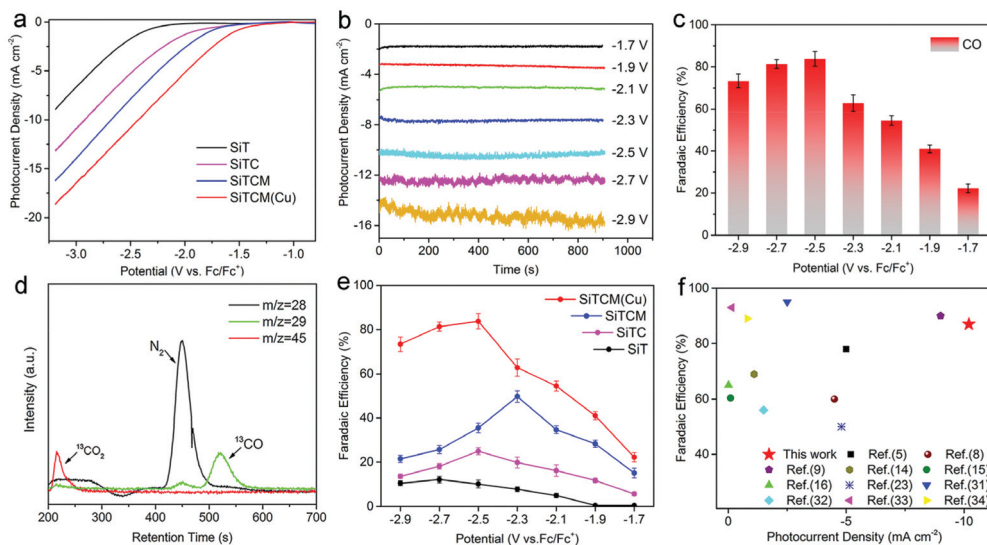 a
Photocurrent Density (mA cm⁻²)
0
-5
-10
-15
-20
SiT
SiTC
SiTCM
SiTCM(Cu)
-3.0
-2.5
-2.0
-1.5
-1.0
Potential (V vs. Fc/Fc⁺)
b
Photocurrent Density (mA cm⁻²)
0
-4
-8
-12
-16
-1.7 V
-1.9 V
-2.1 V
-2.3 V
-2.5 V
-2.7 V
-2.9 V
0
200
400
600
800
1000
Time (s)
c
Faradaic Efficiency (%)
100
80
60
40
20
0
CO
-2.9
-2.7
-2.5
-2.3
-2.1
-1.9
-1.7
Potential (V vs. Fc/Fc⁺)
d
Intensity (a.u.)
m/z=28
m/z=29
m/z=45
N₂
¹³CO₂
¹³CO
200
300
400
500
600
700
Retention Time (s)
e
Faradaic Efficiency (%)
100
80
60
40
20
0
SiTCM(Cu)
SiTCM
SiTC
SiT
-2.9
-2.7
-2.5
-2.3
-2.1
-1.9
-1.7
Potential (V vs.Fc/Fc⁺)
f
Faradaic Efficiency (%)
100
80
60
40
This work
Ref.(5)
Ref.(8)
Ref.(9)
Ref.(14)
Ref.(15)
Ref.(16)
Ref.(23)
Ref.(31)
Ref.(32)
Ref.(33)
Ref.(34)
0
-5
-10
Photocurrent Density (mA cm⁻²)